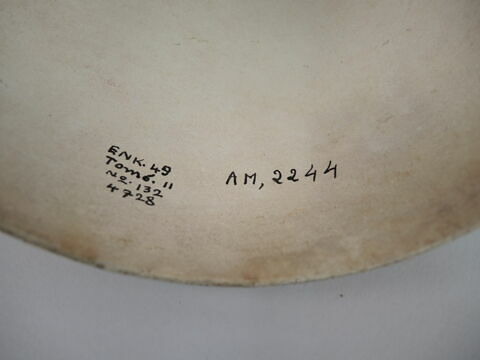 ENK. 49
Tomb. 11
No. 132
4728
AM, 2244